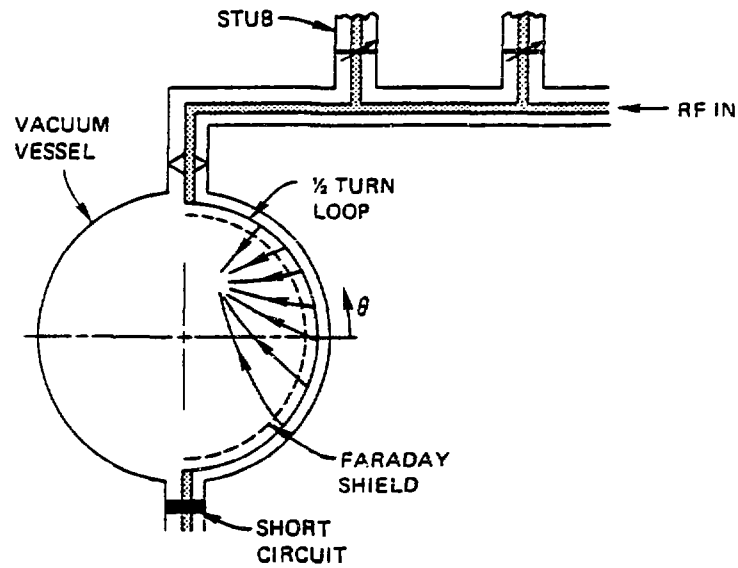 STUB
RF IN
VACUUM
VESSEL
½ TURN
LOOP
θ
FARADAY
SHIELD
SHORT
CIRCUIT